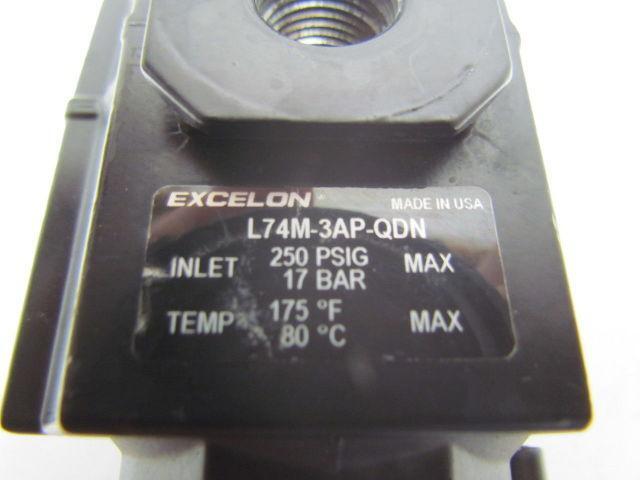 EXCELON MADE IN USA
L74M-3AP-QDN
INLET 250 PSIG MAX
17 BAR
TEMP 175 °F MAX
80 °C